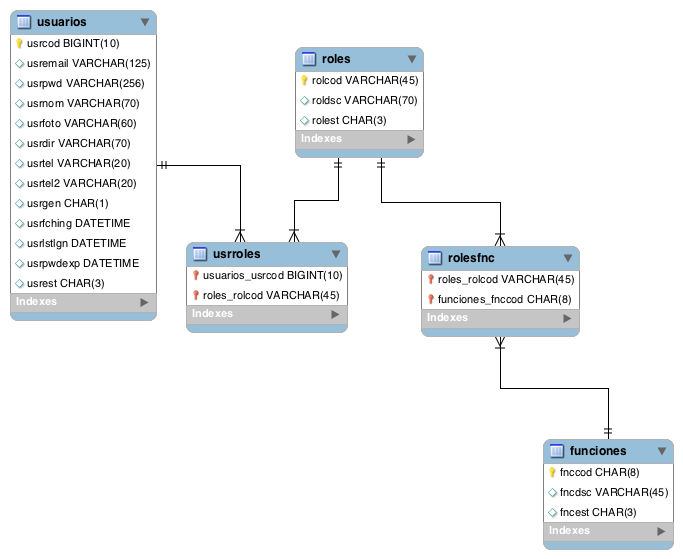 usuarios
usrcod BIGINT(10)
usremail VARCHAR(125)
usrpwd VARCHAR(256)
usrnom VARCHAR(70)
usrfoto VARCHAR(60)
usrdir VARCHAR(70)
usrtel VARCHAR(20)
usrtel2 VARCHAR(20)
usrgen CHAR(1)
usrfching DATETIME
usrlstlgn DATETIME
usrpwdexp DATETIME
usrest CHAR(3)
Indexes
roles
rolcod VARCHAR(45)
roldsc VARCHAR(70)
rolest CHAR(3)
Indexes
usrroles
usuarios_usrcod BIGINT(10)
roles_rolcod VARCHAR(45)
Indexes
rolesfnc
roles_rolcod VARCHAR(45)
funciones_fnccod CHAR(8)
Indexes
funciones
fnccod CHAR(8)
fncdsc VARCHAR(45)
fncest CHAR(3)
Indexes